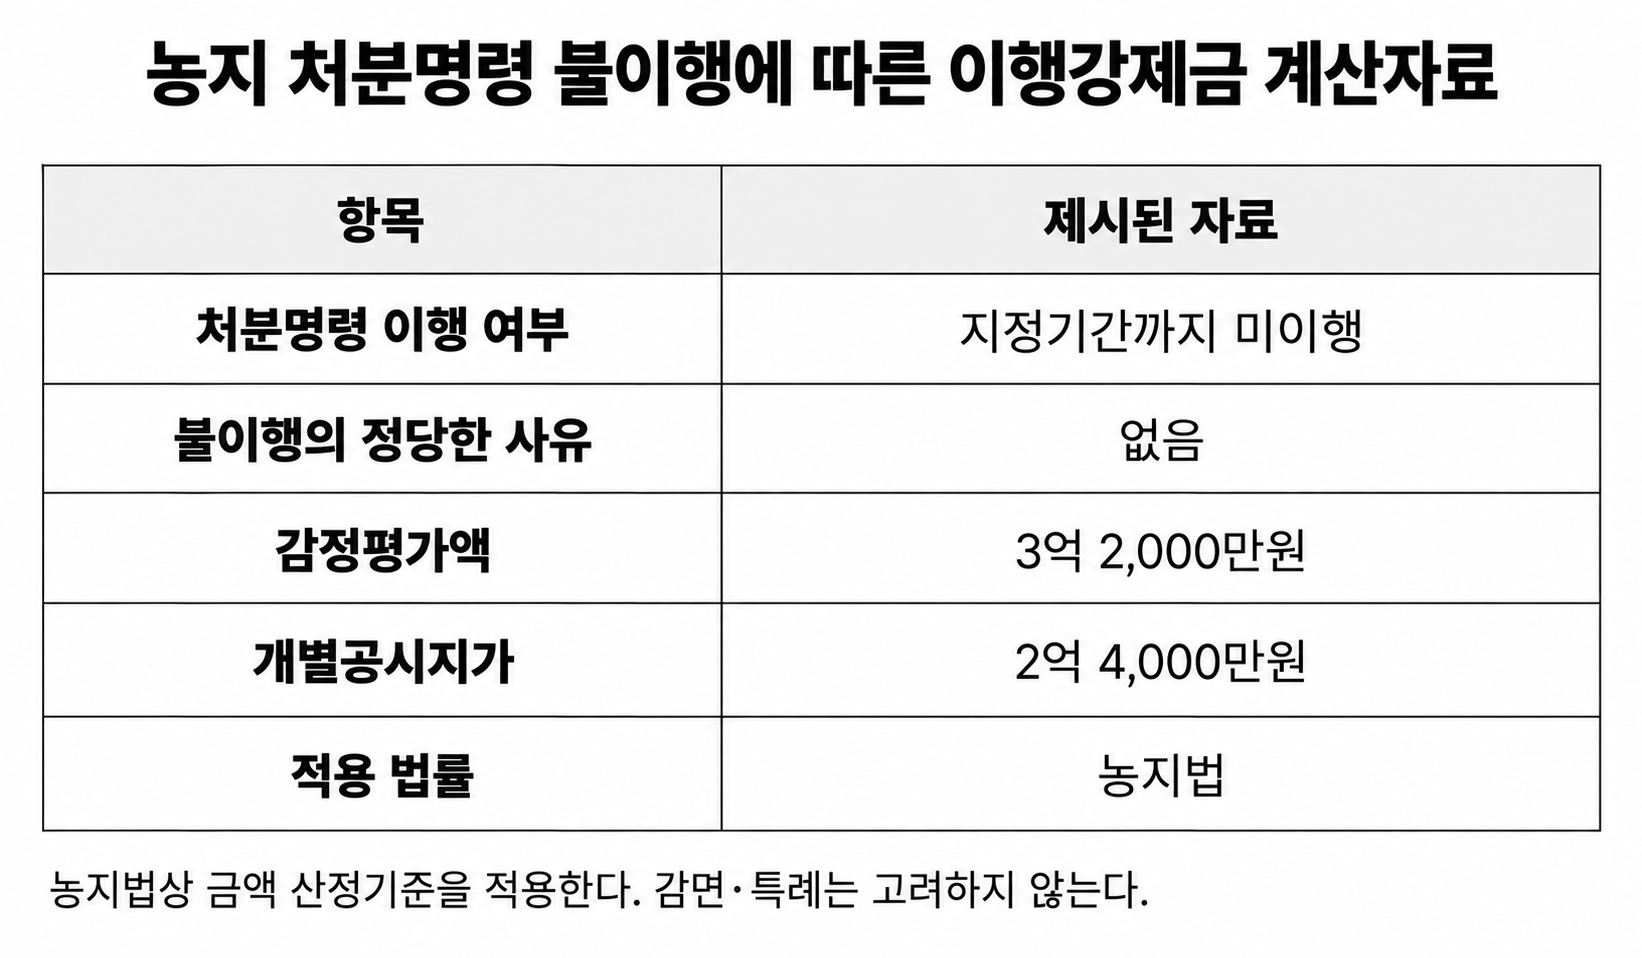 농지 처분명령 불이행에 따른 이행강제금 계산자료
항목 제시된 자료
처분명령 이행 여부 지정기간까지 미이행
불이행의 정당한 사유 없음
감정평가액 3억 2,000만원
개별공시지가 2억 4,000만원
적용 법률 농지법
농지법상 금액 산정기준을 적용한다. 감면·특례는 고려하지 않는다.